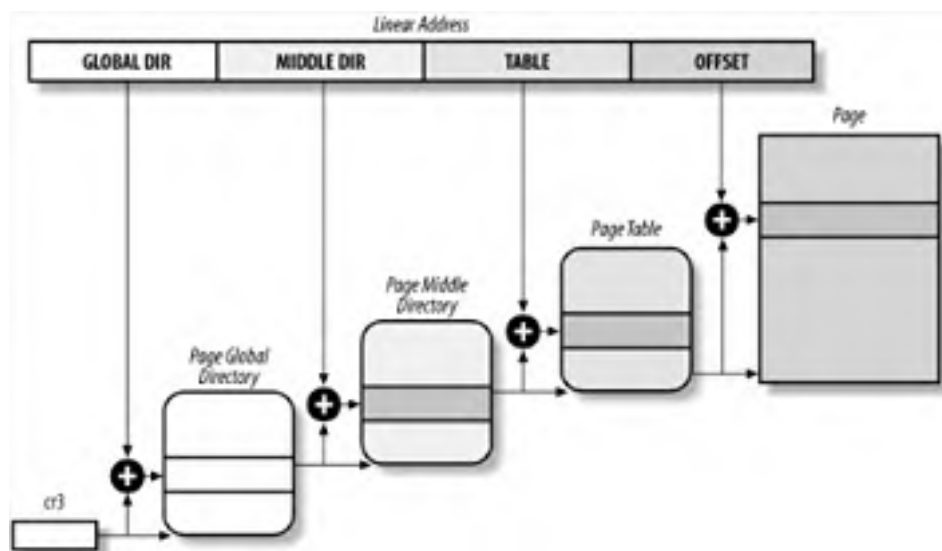 Linear Address
GLOBAL DIR
MIDDLE DIR
TABLE
OFFSET
Page
Page Table
Page Middle
Directory
Page Global
Directory
cr3